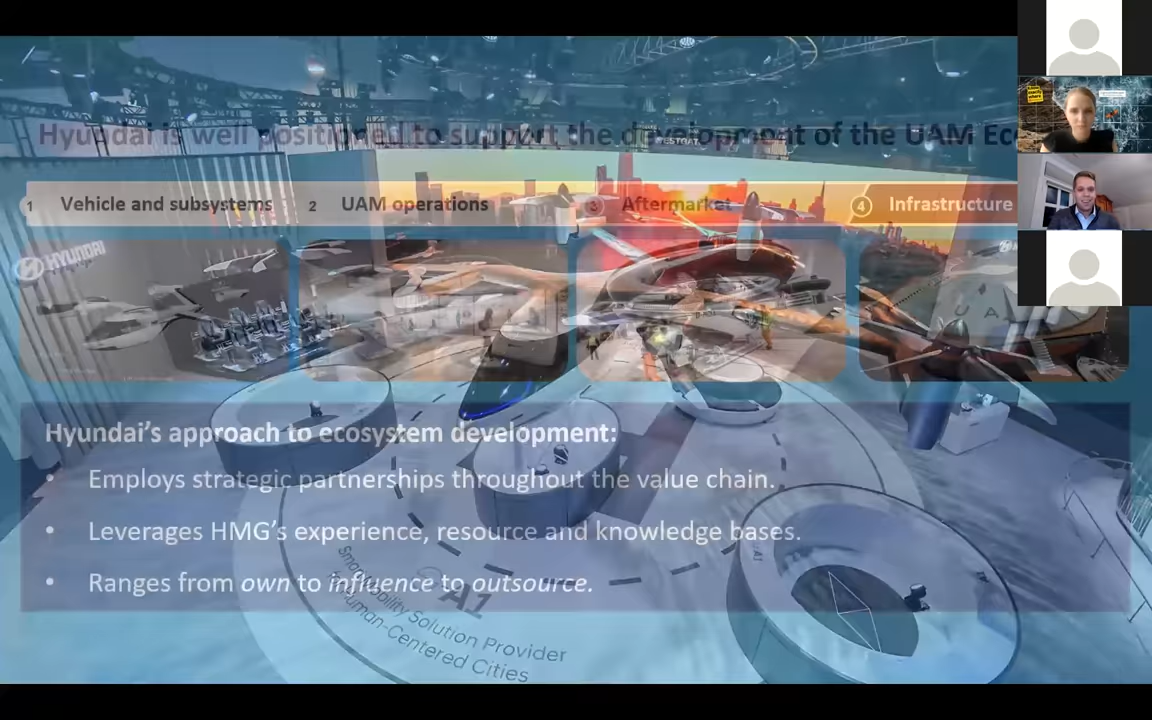 Hyundai is well positioned to support the development of the UAM Ec
1 Vehicle and subsystems
2 UAM operations
3 Aftermarket
4 Infrastructure
HYUNDAI
Hyundai's approach to ecosystem development:
• Employs strategic partnerships throughout the value chain.
• Leverages HMG's experience, resource and knowledge bases.
• Ranges from own to influence to outsource.
A1
Smart Mobility Solution Provider
Human-Centered Cities